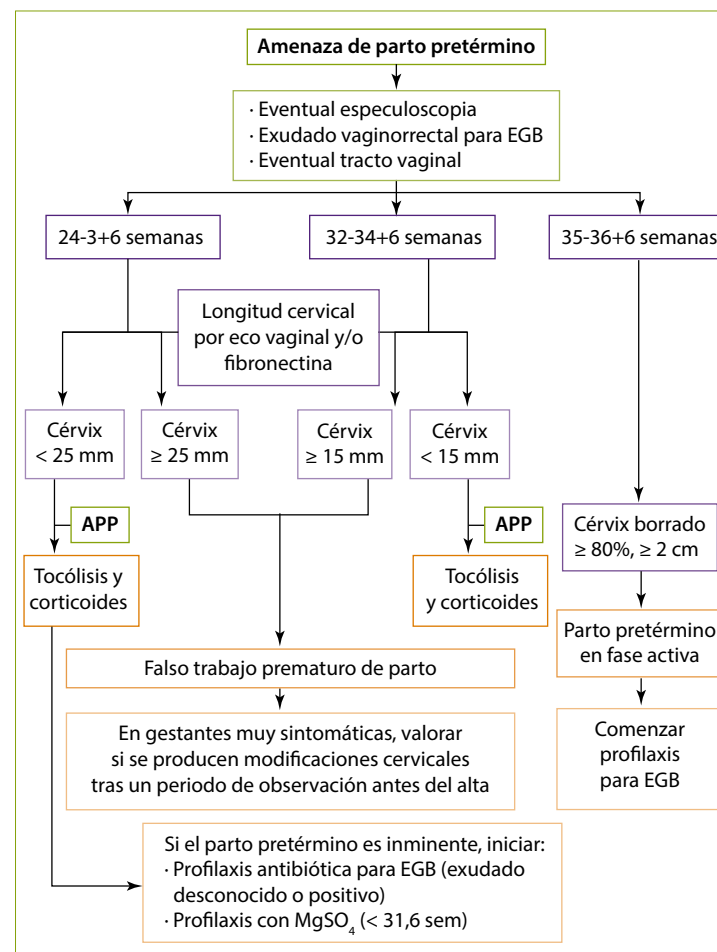 Amenaza de parto pretérmino
· Eventual especuloscopia
· Exudado vaginorrectal para EGB
· Eventual tracto vaginal
24-3+6 semanas
32-34+6 semanas
35-36+6 semanas
Longitud cervical
por eco vaginal y/o
fibronectina
Cérvix
< 25 mm
Cérvix
≥ 25 mm
Cérvix
≥ 15 mm
Cérvix
< 15 mm
APP
APP
Cérvix borrado
≥ 80%, ≥ 2 cm
Tocólisis y
corticoides
Tocólisis
y corticoides
Parto pretérmino
en fase activa
Falso trabajo prematuro de parto
En gestantes muy sintomáticas, valorar
si se producen modificaciones cervicales
tras un periodo de observación antes del alta
Comenzar
profilaxis
para EGB
Si el parto pretérmino es inminente, iniciar:
· Profilaxis antibiótica para EGB (exudado
desconocido o positivo)
· Profilaxis con MgSO₄ (< 31,6 sem)